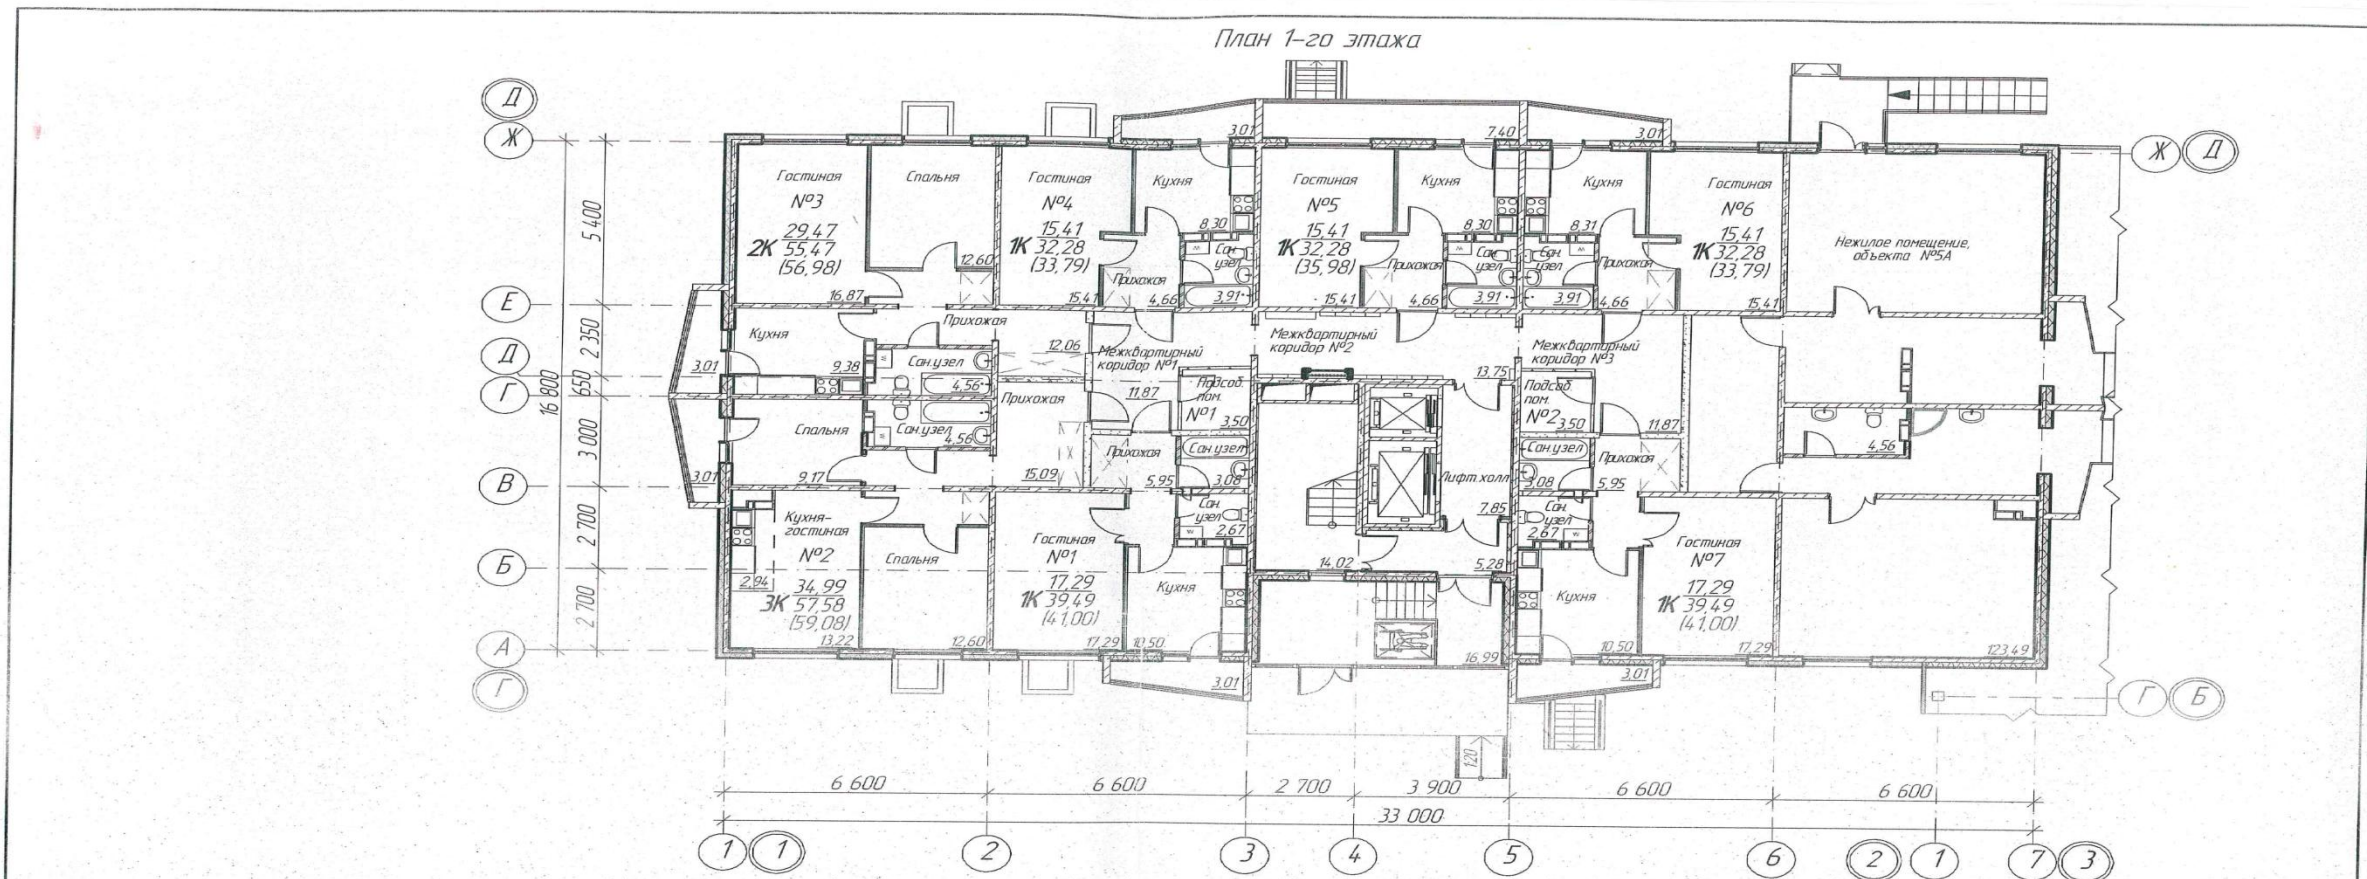 План 1-го этажа
Д
Ж
Е
Д
Г
В
Б
А
Г
Ж Д
Г Б
16 800
5 400
2 350
650
3 000
2 700
2 700
3,01
7,40
3,01
Гостиная
№3
2К 29,47
55,47
(56,98)
16,87
Спальня
12,60
Гостиная
№4
1К 15,41
32,28
(33,79)
15,41
Кухня
8,30
Сан.
узел
3,91
Прихожая
4,66
Гостиная
№5
1К 15,41
32,28
(35,98)
15,41
Кухня
8,30
Сан.
узел
3,91
Прихожая
4,66
Кухня
8,31
Сан.
узел
3,91
Прихожая
4,66
Гостиная
№6
1К 15,41
32,28
(33,79)
15,41
Нежилое помещение,
объекта №5А
Кухня
9,38
3,01
Прихожая
12,06
Сан.узел
4,56
Сан.узел
4,56
Межквартирный
коридор №1
11,87
Межквартирный
коридор №2
13,75
Межквартирный
коридор №3
11,87
Подсоб.
пом.
№1
3,50
Подсоб.
пом.
№2
3,50
4,56
Спальня
9,17
3,01
Прихожая
15,09
Прихожая
5,95
Сан.узел
3,08
Сан.
узел
2,67
Лифт.холл
7,85
Сан.узел
3,08
Прихожая
5,95
Сан.
узел
2,67
Кухня-
гостиная
№2
2,94
3К 34,99
57,58
(59,08)
13,22
Спальня
12,60
Гостиная
№1
1К 17,29
39,49
(41,00)
17,29
Кухня
10,50
3,01
14,02
5,28
16,99
Кухня
10,50
3,01
Гостиная
№7
1К 17,29
39,49
(41,00)
17,29
123,49
120
6 600
6 600
2 700
3 900
6 600
6 600
33 000
1 1 2 3 4 5 6 2 1 7 3